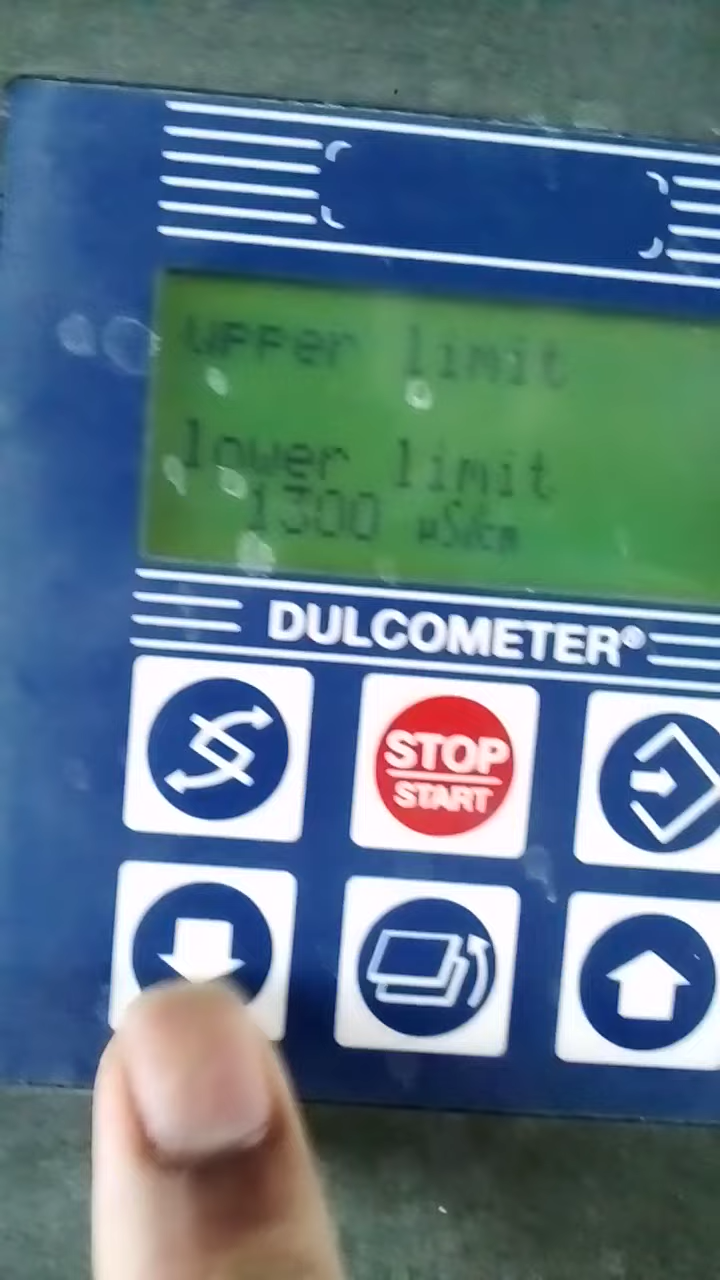 upper limit
lower limit
1300 µS/cm
DULCOMETER®
STOP
START